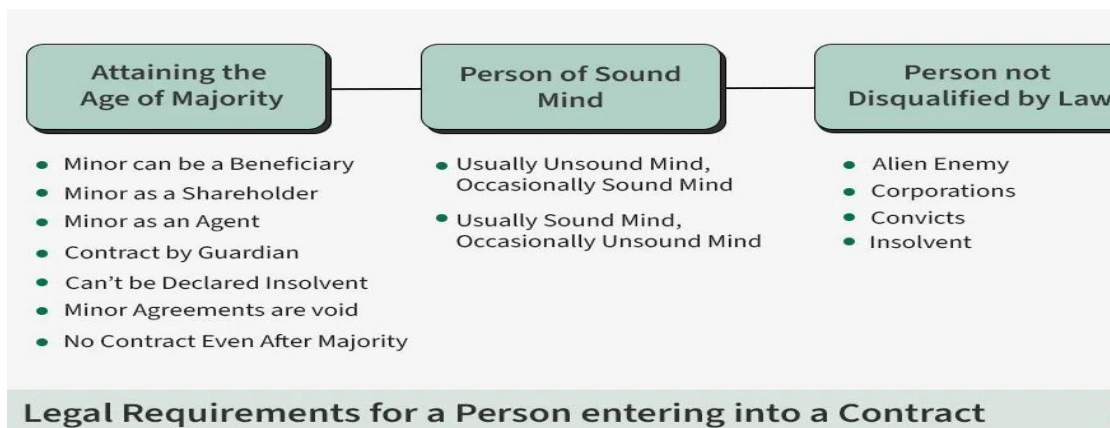 Attaining the
Age of Majority
Minor can be a Beneficiary
Minor as a Shareholder
Minor as an Agent
Contract by Guardian
Can't be Declared Insolvent
Minor Agreements are void
No Contract Even After Majority
Person of Sound
Mind
Usually Unsound Mind,
Occasionally Sound Mind
Usually Sound Mind,
Occasionally Unsound Mind
Person not
Disqualified by Law
Alien Enemy
Corporations
Convicts
Insolvent
Legal Requirements for a Person entering into a Contract